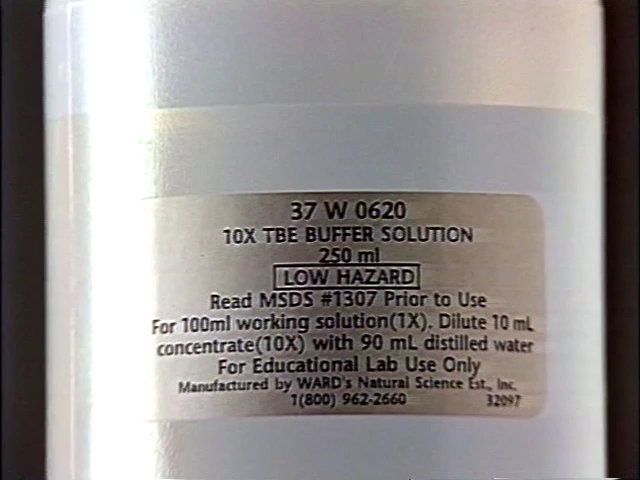 37 W 0620
10X TBE BUFFER SOLUTION
250 ml
LOW HAZARD
Read MSDS #1307 Prior to Use
For 100ml working solution(1X). Dilute 10 mL
concentrate(10X) with 90 mL distilled water
For Educational Lab Use Only
Manufactured by WARD's Natural Science Est., Inc.
1(800) 962-2660 32097